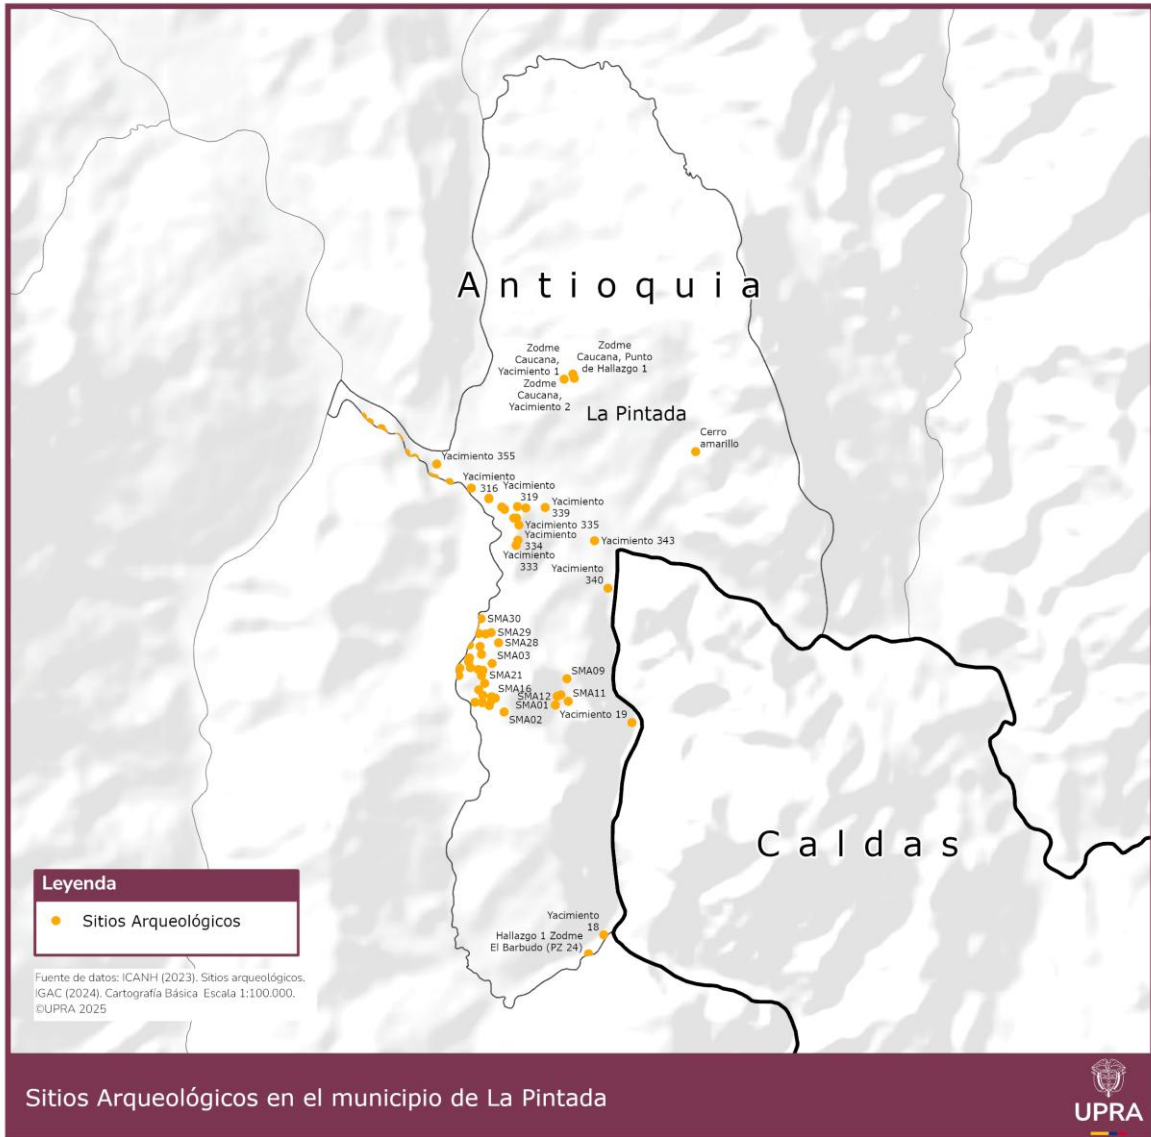 Antioquia
Zodme
Caucana,
Yacimiento 1
Zodme
Caucana, Punto
de Hallazgo 1
Zodme
Caucana,
Yacimiento 2
La Pintada
Cerro
amarillo
Yacimiento 355
Yacimiento
316
Yacimiento
319
Yacimiento
339
Yacimiento 335
Yacimiento
334
Yacimiento
333
Yacimiento 343
Yacimiento
340
SMA30
SMA29
SMA28
SMA03
SMA21
SMA09
SMA16
SMA12
SMA11
SMA01
Yacimiento 19
SMA02
Caldas
Yacimiento
18
Hallazgo 1 Zodme
El Barbudo (PZ 24)
Leyenda
Sitios Arqueológicos
Fuente de datos: ICANH (2023). Sitios arqueológicos.
IGAC (2024). Cartografía Básica Escala 1:100.000.
©UPRA 2025
Sitios Arqueológicos en el municipio de La Pintada
UPRA